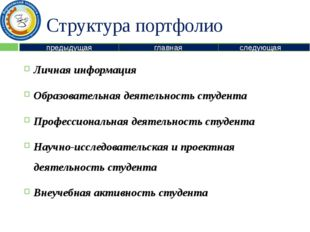 Структура портфолио
предыдущая главная следующая
Личная информация
Образовательная деятельность студента
Профессиональная деятельность студента
Научно-исследовательская и проектная
деятельность студента
Внеучебная активность студента